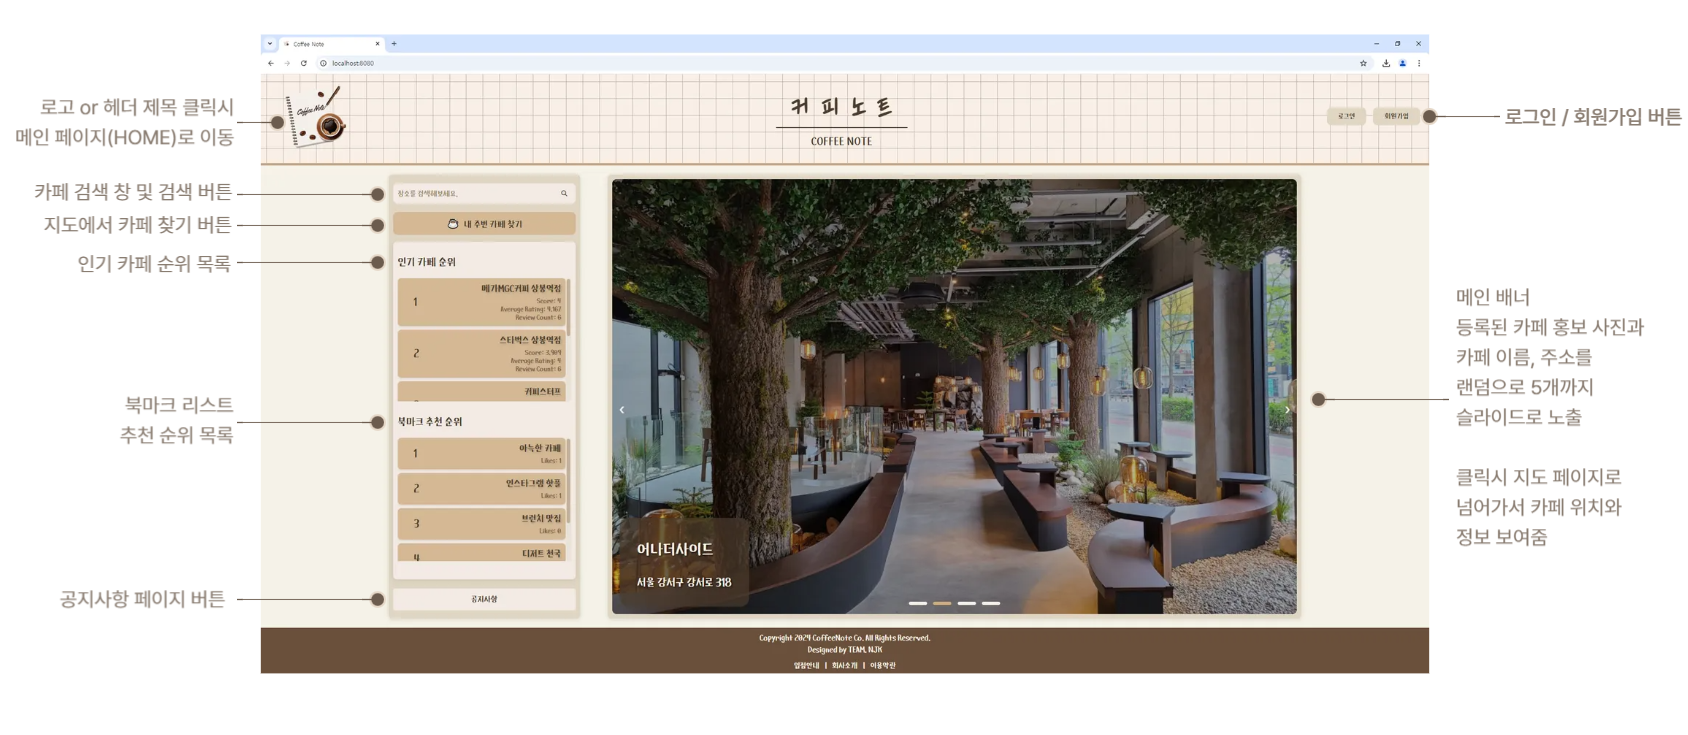 Coffee Note
localhost:8080
로고 or 헤더 제목 클릭시
메인 페이지(HOME)로 이동
Coffee Note
커피노트
COFFEE NOTE
로그인
회원가입
로그인 / 회원가입 버튼
카페 검색 창 및 검색 버튼
장소를 검색해보세요.
지도에서 카페 찾기 버튼
내 주변 카페 찾기
인기 카페 순위 목록
인기 카페 순위
1
메가MGC커피 상봉역점
Score: 9
Average Rating: 9.167
Review Count: 6
2
스타벅스 상봉역점
Score: 3.909
Average Rating: 4
Review Count: 6
커피스터프
북마크 리스트
추천 순위 목록
북마크 추천 순위
1
아늑한 카페
Likes: 1
2
인스타그램 핫플
Likes: 1
3
브런치 맛집
Likes: 0
4
디저트 천국
공지사항 페이지 버튼
공지사항
어나더사이드
서울 강서구 강서로 318
메인 배너
등록된 카페 홍보 사진과
카페 이름, 주소를
랜덤으로 5개까지
슬라이드로 노출
클릭시 지도 페이지로
넘어가서 카페 위치와
정보 보여줌
Copyright 2024 CoffeeNote Co. All Rights Reserved.
Designed by TEAM, NJK
입점안내 | 회사소개 | 이용약관